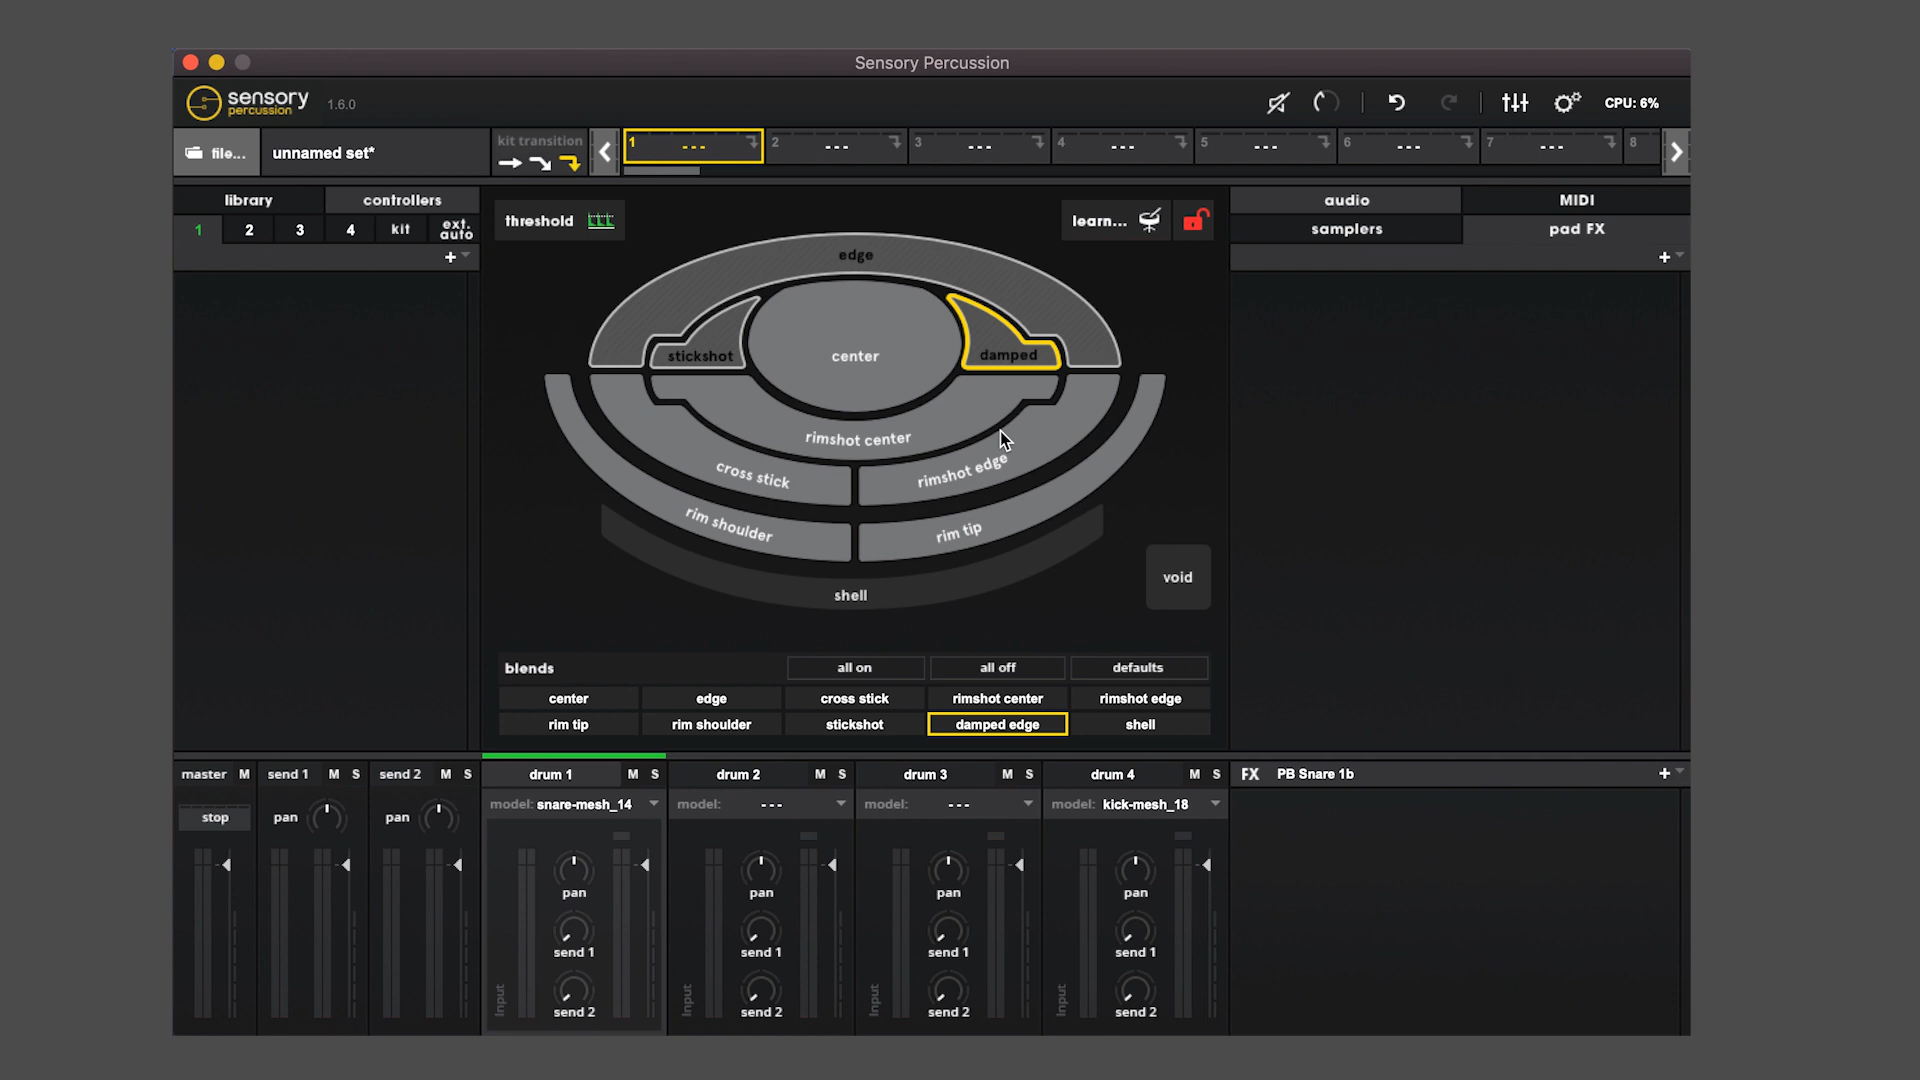 Sensory Percussion
sensory
percussion
1.6.0
CPU: 6%
file...
unnamed set*
kit transition
1
---
2
---
3
---
4
---
5
---
6
---
7
---
8
library
controllers
1
2
3
4
kit
ext.
auto
+
threshold
learn...
audio
MIDI
samplers
pad FX
+
edge
stickshot
center
damped
rimshot center
cross stick
rimshot edge
rim shoulder
rim tip
shell
void
blends
all on
all off
defaults
center
edge
cross stick
rimshot center
rimshot edge
rim tip
rim shoulder
stickshot
damped edge
shell
master M
send 1 M S
send 2 M S
drum 1 M S
drum 2 M S
drum 3 M S
drum 4 M S
FX PB Snare 1b +
model: snare-mesh_14
model: ---
model: ---
model: kick-mesh_18
stop
pan
pan
pan
pan
pan
pan
send 1
send 1
send 1
send 1
Input
Input
Input
Input
send 2
send 2
send 2
send 2